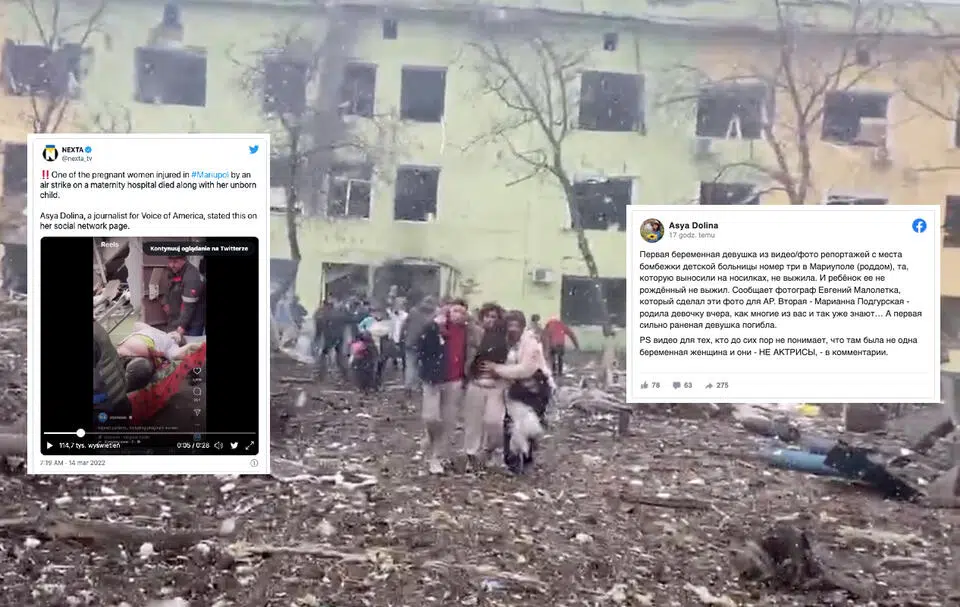 NEXTA
@nexta_tv
‼️One of the pregnant women injured in #Mariupol by an
air strike on a maternity hospital died along with her unborn
child.
Asya Dolina, a journalist for Voice of America, stated this on
her social network page.
Reels
Kontynuuj oglądanie na Twitterze
114,7 tys. wyświetleń
0:05 / 0:28
7:19 AM - 14 mar 2022
Asya Dolina
17 godz. temu
Первая беременная девушка из видео/фото репортажей с места
бомбежки детской больницы номер три в Мариуполе (роддом), та,
которую выносили на носилках, не выжила. И ребёнок ее не
рождённый не выжил. Сообщает фотограф Евгений Малолетка,
который сделал эти фото для AP. Вторая - Марианна Подгурская -
родила девочку вчера, как многие из вас и так уже знают... А первая
сильно раненая девушка погибла.
PS видео для тех, кто до сих пор не понимает, что там была не одна
беременная женщина и они - НЕ АКТРИСЫ, - в комментарии.
78
63
275